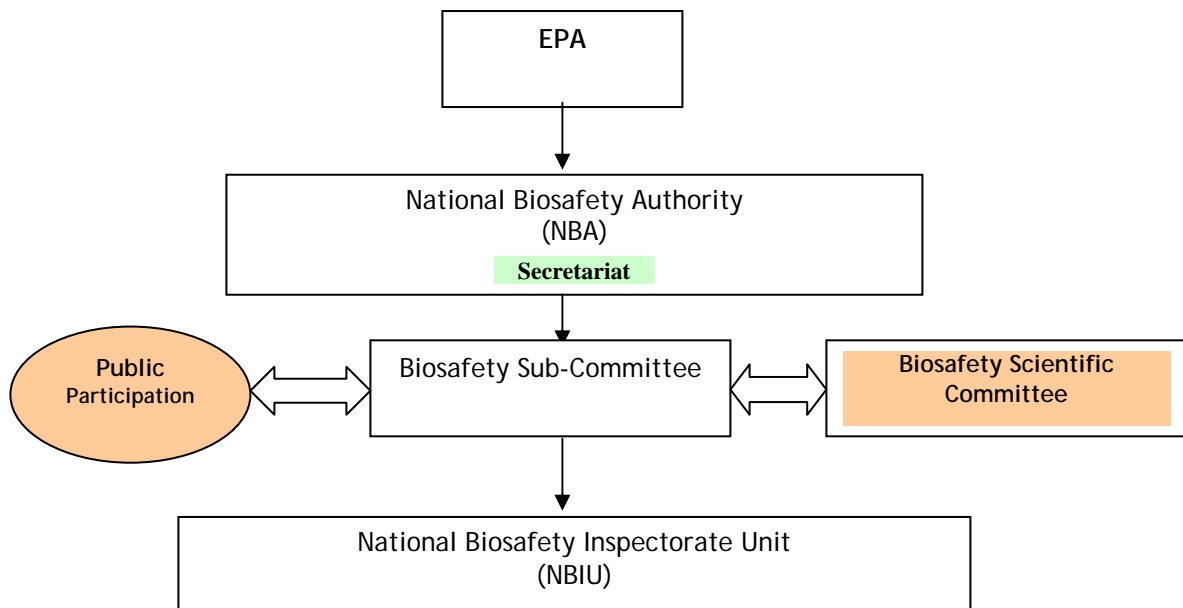 EPA
National Biosafety Authority
(NBA)
Secretariat
Public
Participation
Biosafety Sub-Committee
Biosafety Scientific
Committee
National Biosafety Inspectorate Unit
(NBIU)